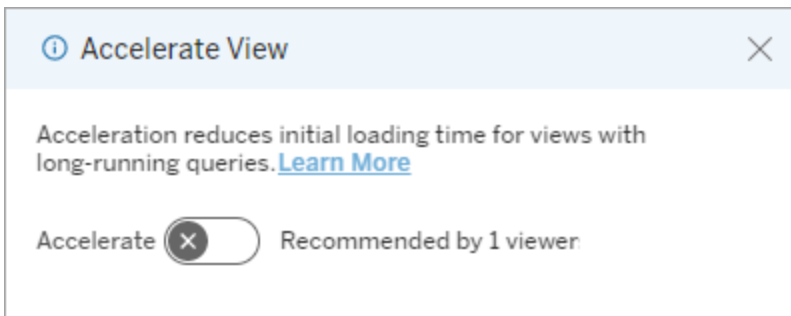 Accelerate View
Acceleration reduces initial loading time for views with
long-running queries. Learn More
Accelerate Recommended by 1 viewer